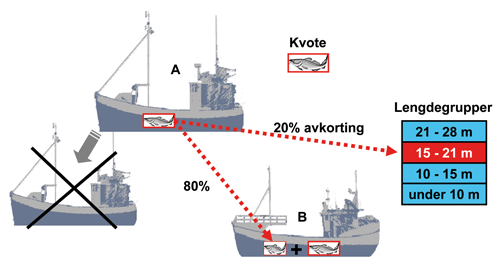 Kvote
A
20% avkorting
Lengdegrupper
21 - 28 m
15 - 21 m
10 - 15 m
under 10 m
80%
B
+